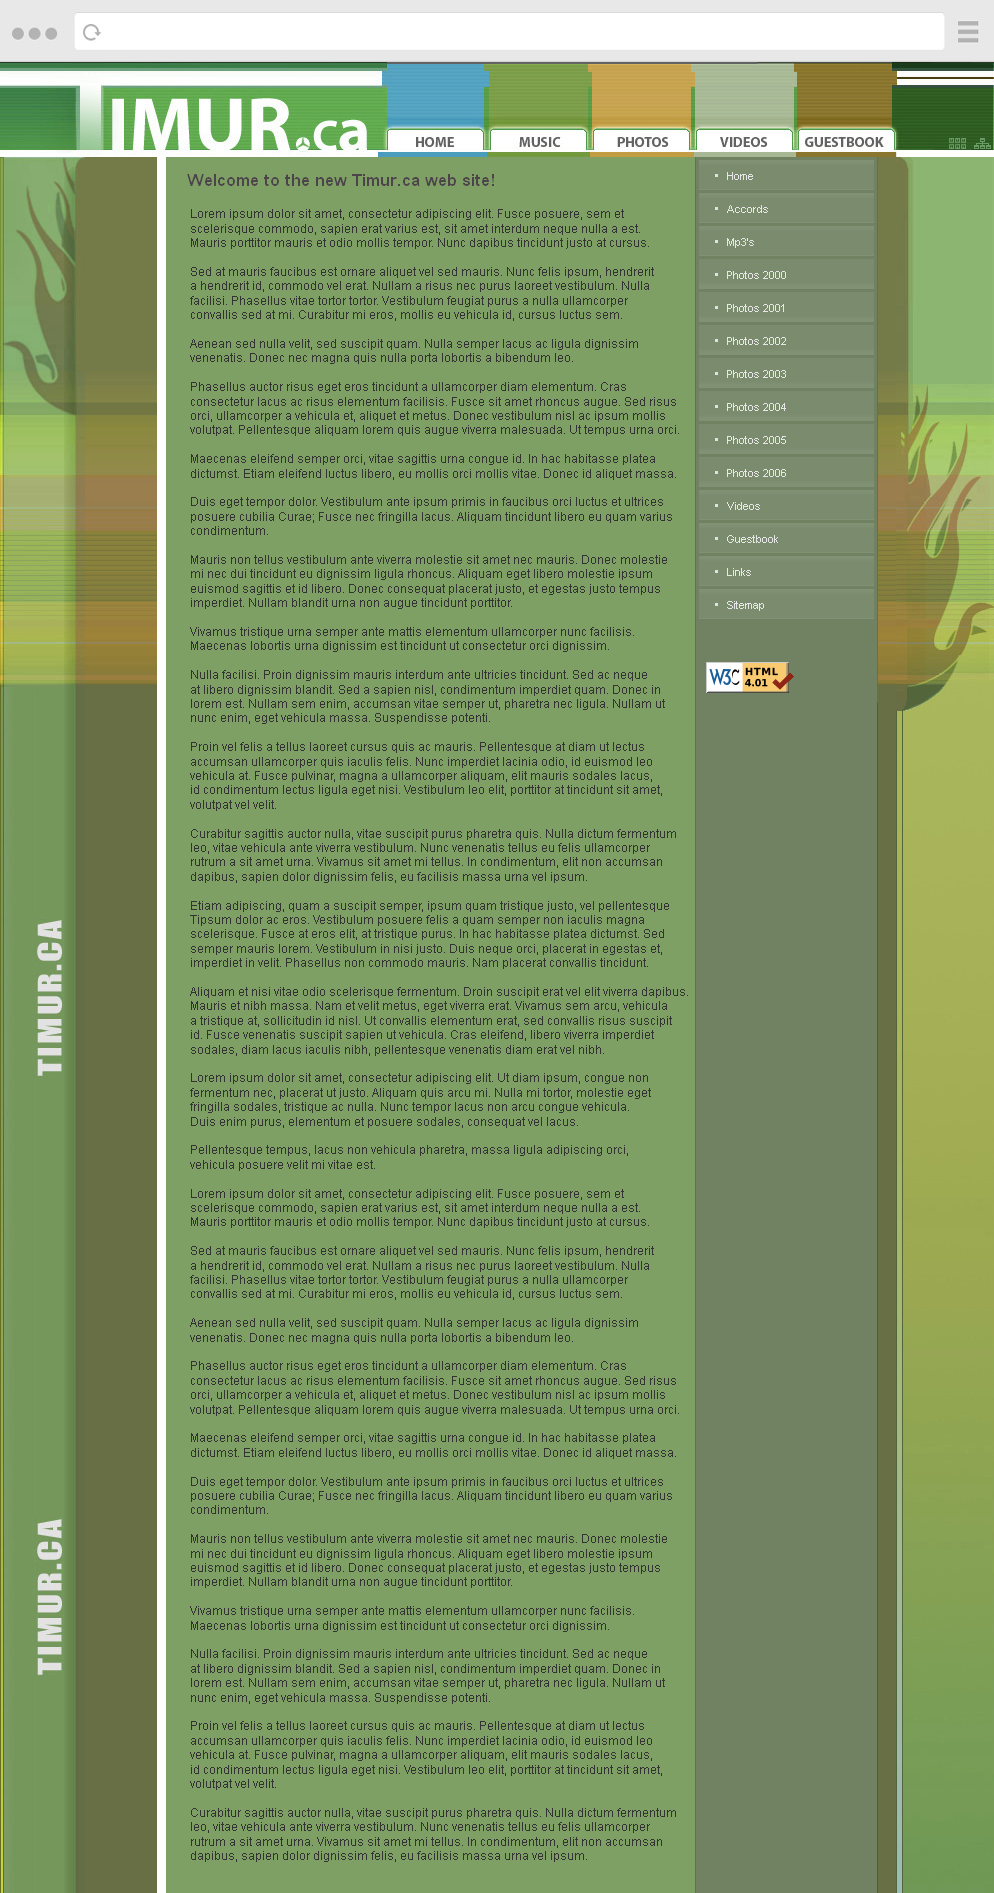 IMUR.ca
HOME
MUSIC
PHOTOS
VIDEOS
GUESTBOOK
Welcome to the new Timur.ca web site!
Lorem ipsum dolor sit amet, consectetur adipiscing elit. Fusce posuere, sem et
scelerisque commodo, sapien erat varius est, sit amet interdum neque nulla a est.
Mauris porttitor mauris et odio mollis tempor. Nunc dapibus tincidunt justo at cursus.
Sed at mauris faucibus est ornare aliquet vel sed mauris. Nunc felis ipsum, hendrerit
a hendrerit id, commodo vel erat. Nullam a risus nec purus laoreet vestibulum. Nulla
facilisi. Phasellus vitae tortor tortor. Vestibulum feugiat purus a nulla ullamcorper
convallis sed at mi. Curabitur mi eros, mollis eu vehicula id, cursus luctus sem.
Aenean sed nulla velit, sed suscipit quam. Nulla semper lacus ac ligula dignissim
venenatis. Donec nec magna quis nulla porta lobortis a bibendum leo.
Phasellus auctor risus eget eros tincidunt a ullamcorper diam elementum. Cras
consectetur lacus ac risus elementum facilisis. Fusce sit amet rhoncus augue. Sed risus
orci, ullamcorper a vehicula et, aliquet et metus. Donec vestibulum nisl ac ipsum mollis
volutpat. Pellentesque aliquam lorem quis augue viverra malesuada. Ut tempus urna orci.
Maecenas eleifend semper orci, vitae sagittis urna congue id. In hac habitasse platea
dictumst. Etiam eleifend luctus libero, eu mollis orci mollis vitae. Donec id aliquet massa.
Duis eget tempor dolor. Vestibulum ante ipsum primis in faucibus orci luctus et ultrices
posuere cubilia Curae; Fusce nec fringilla lacus. Aliquam tincidunt libero eu quam varius
condimentum.
Mauris non tellus vestibulum ante viverra molestie sit amet nec mauris. Donec molestie
mi nec dui tincidunt eu dignissim ligula rhoncus. Aliquam eget libero molestie ipsum
euismod sagittis et id libero. Donec consequat placerat justo, et egestas justo tempus
imperdiet. Nullam blandit urna non augue tincidunt porttitor.
Vivamus tristique urna semper ante mattis elementum ullamcorper nunc facilisis.
Maecenas lobortis urna dignissim est tincidunt ut consectetur orci dignissim.
Nulla facilisi. Proin dignissim mauris interdum ante ultricies tincidunt. Sed ac neque
at libero dignissim blandit. Sed a sapien nisl, condimentum imperdiet quam. Donec in
lorem est. Nullam sem enim, accumsan vitae semper ut, pharetra nec ligula. Nullam ut
nunc enim, eget vehicula massa. Suspendisse potenti.
Proin vel felis a tellus laoreet cursus quis ac mauris. Pellentesque at diam ut lectus
accumsan ullamcorper quis iaculis felis. Nunc imperdiet lacinia odio, id euismod leo
vehicula at. Fusce pulvinar, magna a ullamcorper aliquam, elit mauris sodales lacus,
id condimentum lectus ligula eget nisi. Vestibulum leo elit, porttitor at tincidunt sit amet,
volutpat vel velit.
Curabitur sagittis auctor nulla, vitae suscipit purus pharetra quis. Nulla dictum fermentum
leo, vitae vehicula ante viverra vestibulum. Nunc venenatis tellus eu felis ullamcorper
rutrum a sit amet urna. Vivamus sit amet mi tellus. In condimentum, elit non accumsan
dapibus, sapien dolor dignissim felis, eu facilisis massa urna vel ipsum.
Etiam adipiscing, quam a suscipit semper, ipsum quam tristique justo, vel pellentesque
Tipsum dolor ac eros. Vestibulum posuere felis a quam semper non iaculis magna
scelerisque. Fusce at eros elit, at tristique purus. In hac habitasse platea dictumst. Sed
semper mauris lorem. Vestibulum in nisi justo. Duis neque orci, placerat in egestas et,
imperdiet in velit. Phasellus non commodo mauris. Nam placerat convallis tincidunt.
Aliquam et nisi vitae odio scelerisque fermentum. Droin suscipit erat vel elit viverra dapibus.
Mauris et nibh massa. Nam et velit metus, eget viverra erat. Vivamus sem arcu, vehicula
a tristique at, sollicitudin id nisl. Ut convallis elementum erat, sed convallis risus suscipit
id. Fusce venenatis suscipit sapien ut vehicula. Cras eleifend, libero viverra imperdiet
sodales, diam lacus iaculis nibh, pellentesque venenatis diam erat vel nibh.
Lorem ipsum dolor sit amet, consectetur adipiscing elit. Ut diam ipsum, congue non
fermentum nec, placerat ut justo. Aliquam quis arcu mi. Nulla mi tortor, molestie eget
fringilla sodales, tristique ac nulla. Nunc tempor lacus non arcu congue vehicula.
Duis enim purus, elementum et posuere sodales, consequat vel lacus.
Pellentesque tempus, lacus non vehicula pharetra, massa ligula adipiscing orci,
vehicula posuere velit mi vitae est.
Lorem ipsum dolor sit amet, consectetur adipiscing elit. Fusce posuere, sem et
scelerisque commodo, sapien erat varius est, sit amet interdum neque nulla a est.
Mauris porttitor mauris et odio mollis tempor. Nunc dapibus tincidunt justo at cursus.
Sed at mauris faucibus est ornare aliquet vel sed mauris. Nunc felis ipsum, hendrerit
a hendrerit id, commodo vel erat. Nullam a risus nec purus laoreet vestibulum. Nulla
facilisi. Phasellus vitae tortor tortor. Vestibulum feugiat purus a nulla ullamcorper
convallis sed at mi. Curabitur mi eros, mollis eu vehicula id, cursus luctus sem.
Aenean sed nulla velit, sed suscipit quam. Nulla semper lacus ac ligula dignissim
venenatis. Donec nec magna quis nulla porta lobortis a bibendum leo.
Phasellus auctor risus eget eros tincidunt a ullamcorper diam elementum. Cras
consectetur lacus ac risus elementum facilisis. Fusce sit amet rhoncus augue. Sed risus
orci, ullamcorper a vehicula et, aliquet et metus. Donec vestibulum nisl ac ipsum mollis
volutpat. Pellentesque aliquam lorem quis augue viverra malesuada. Ut tempus urna orci.
Maecenas eleifend semper orci, vitae sagittis urna congue id. In hac habitasse platea
dictumst. Etiam eleifend luctus libero, eu mollis orci mollis vitae. Donec id aliquet massa.
Duis eget tempor dolor. Vestibulum ante ipsum primis in faucibus orci luctus et ultrices
posuere cubilia Curae; Fusce nec fringilla lacus. Aliquam tincidunt libero eu quam varius
condimentum.
Mauris non tellus vestibulum ante viverra molestie sit amet nec mauris. Donec molestie
mi nec dui tincidunt eu dignissim ligula rhoncus. Aliquam eget libero molestie ipsum
euismod sagittis et id libero. Donec consequat placerat justo, et egestas justo tempus
imperdiet. Nullam blandit urna non augue tincidunt porttitor.
Vivamus tristique urna semper ante mattis elementum ullamcorper nunc facilisis.
Maecenas lobortis urna dignissim est tincidunt ut consectetur orci dignissim.
Nulla facilisi. Proin dignissim mauris interdum ante ultricies tincidunt. Sed ac neque
at libero dignissim blandit. Sed a sapien nisl, condimentum imperdiet quam. Donec in
lorem est. Nullam sem enim, accumsan vitae semper ut, pharetra nec ligula. Nullam ut
nunc enim, eget vehicula massa. Suspendisse potenti.
Proin vel felis a tellus laoreet cursus quis ac mauris. Pellentesque at diam ut lectus
accumsan ullamcorper quis iaculis felis. Nunc imperdiet lacinia odio, id euismod leo
vehicula at. Fusce pulvinar, magna a ullamcorper aliquam, elit mauris sodales lacus,
id condimentum lectus ligula eget nisi. Vestibulum leo elit, porttitor at tincidunt sit amet,
volutpat vel velit.
Curabitur sagittis auctor nulla, vitae suscipit purus pharetra quis. Nulla dictum fermentum
leo, vitae vehicula ante viverra vestibulum. Nunc venenatis tellus eu felis ullamcorper
rutrum a sit amet urna. Vivamus sit amet mi tellus. In condimentum, elit non accumsan
dapibus, sapien dolor dignissim felis, eu facilisis massa urna vel ipsum.
Home
Accords
Mp3's
Photos 2000
Photos 2001
Photos 2002
Photos 2003
Photos 2004
Photos 2005
Photos 2006
Videos
Guestbook
Links
Sitemap
W3C HTML
4.01
TIMUR.CA
TIMUR.CA